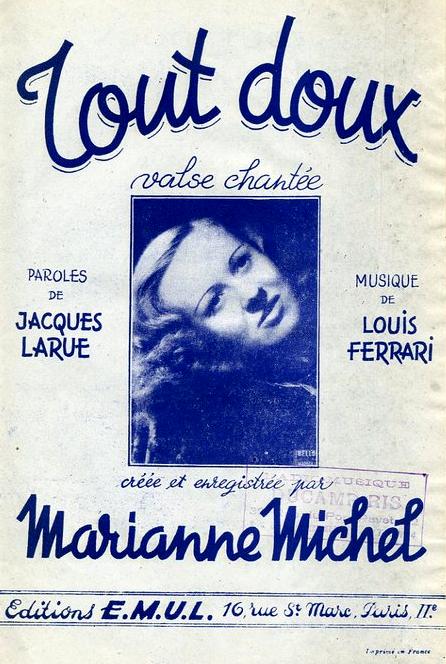 Tout doux
valse chantée
PAROLES
DE
JACQUES
LARUE
MUSIQUE
DE
LOUIS
FERRARI
créée et enregistrée par
MUSIQUE
Marianne Michel
Editions E.M.U.L. 16, rue St Marc, Paris, IIe
Imprimé en France